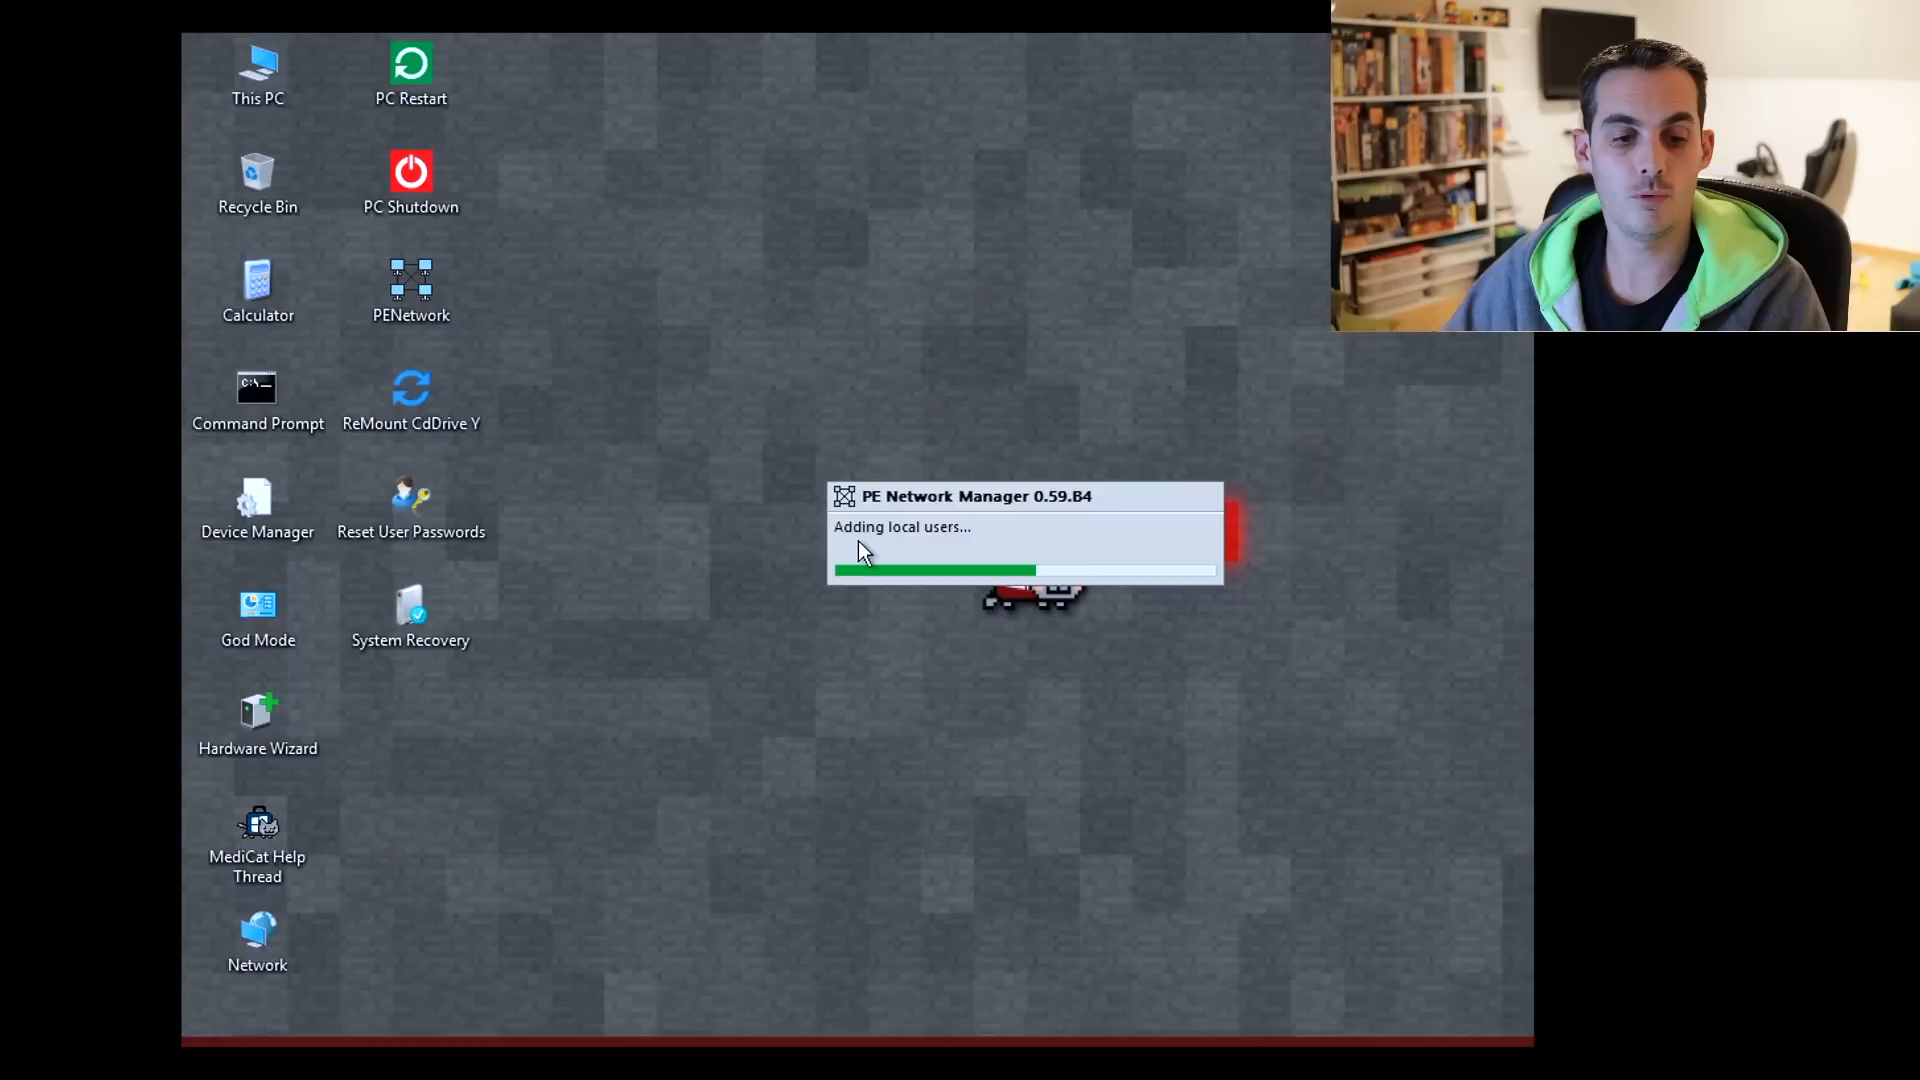 This PC
PC Restart
Recycle Bin
PC Shutdown
Calculator
PENetwork
Command Prompt
ReMount CdDrive Y
Device Manager
Reset User Passwords
God Mode
System Recovery
Hardware Wizard
MediCat Help
Thread
Network
PE Network Manager 0.59.B4
Adding local users...
C:\